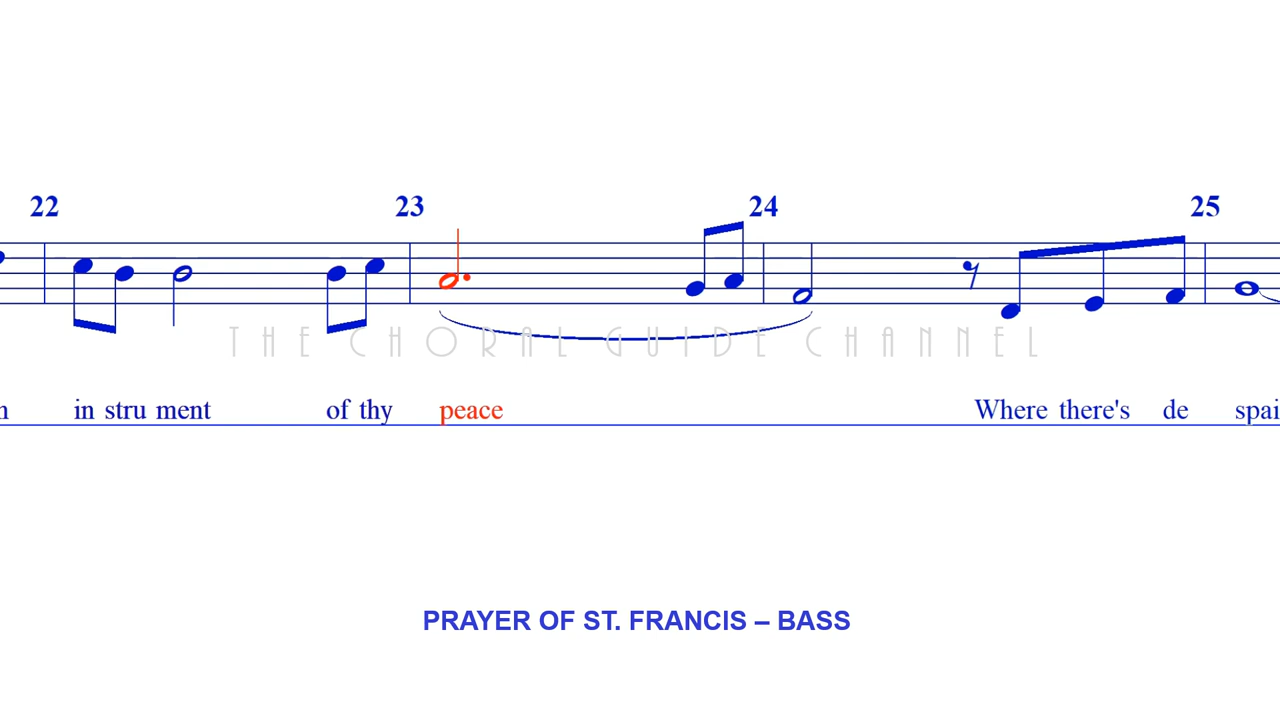 22 23 24 25
THE CHORAL GUIDE CHANNEL
in stru ment of thy peace Where there's de spai
PRAYER OF ST. FRANCIS – BASS